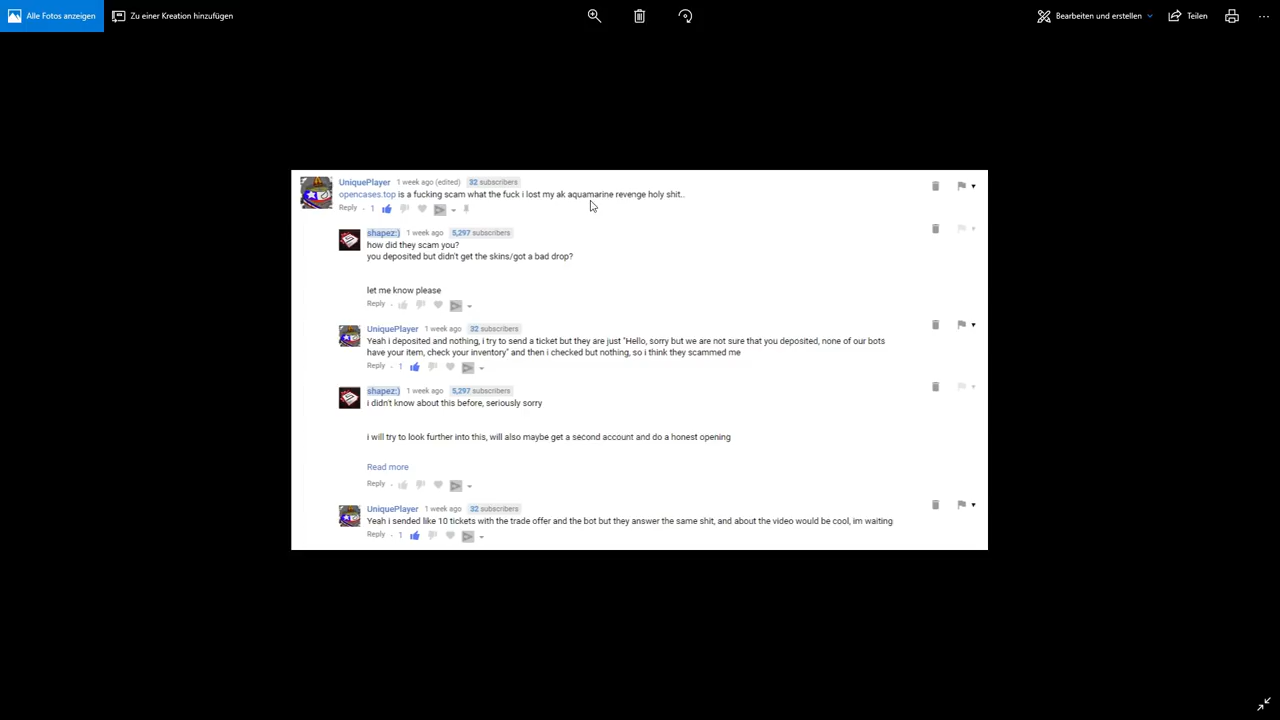 Alle Fotos anzeigen
Zu einer Kreation hinzufügen
Bearbeiten und erstellen
Teilen
UniquePlayer 1 week ago (edited) 32 subscribers
opencases.top is a fucking scam what the fuck i lost my ak aquamarine revenge holy shit..
Reply · 1
shapez:) 1 week ago 5,297 subscribers
how did they scam you?
you deposited but didn't get the skins/got a bad drop?
let me know please
Reply ·
UniquePlayer 1 week ago 32 subscribers
Yeah i deposited and nothing, i try to send a ticket but they are just "Hello, sorry but we are not sure that you deposited, none of our bots
have your item, check your inventory" and then i checked but nothing, so i think they scammed me
Reply · 1
shapez:) 1 week ago 5,297 subscribers
i didn't know about this before, seriously sorry
i will try to look further into this, will also maybe get a second account and do a honest opening
Read more
Reply ·
UniquePlayer 1 week ago 32 subscribers
Yeah i sended like 10 tickets with the trade offer and the bot but they answer the same shit, and about the video would be cool, im waiting
Reply · 1